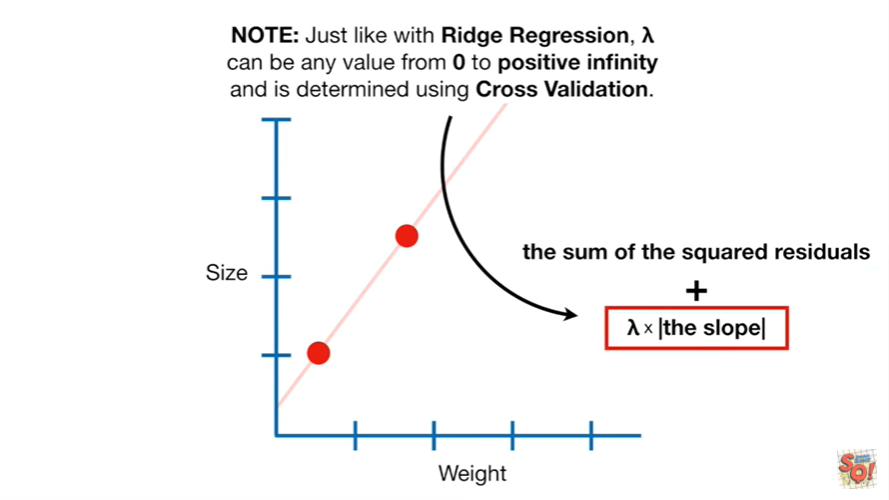 NOTE: Just like with Ridge Regression, λ
can be any value from 0 to positive infinity
and is determined using Cross Validation.
the sum of the squared residuals
+
λ × |the slope|
Size
Weight
SQ!